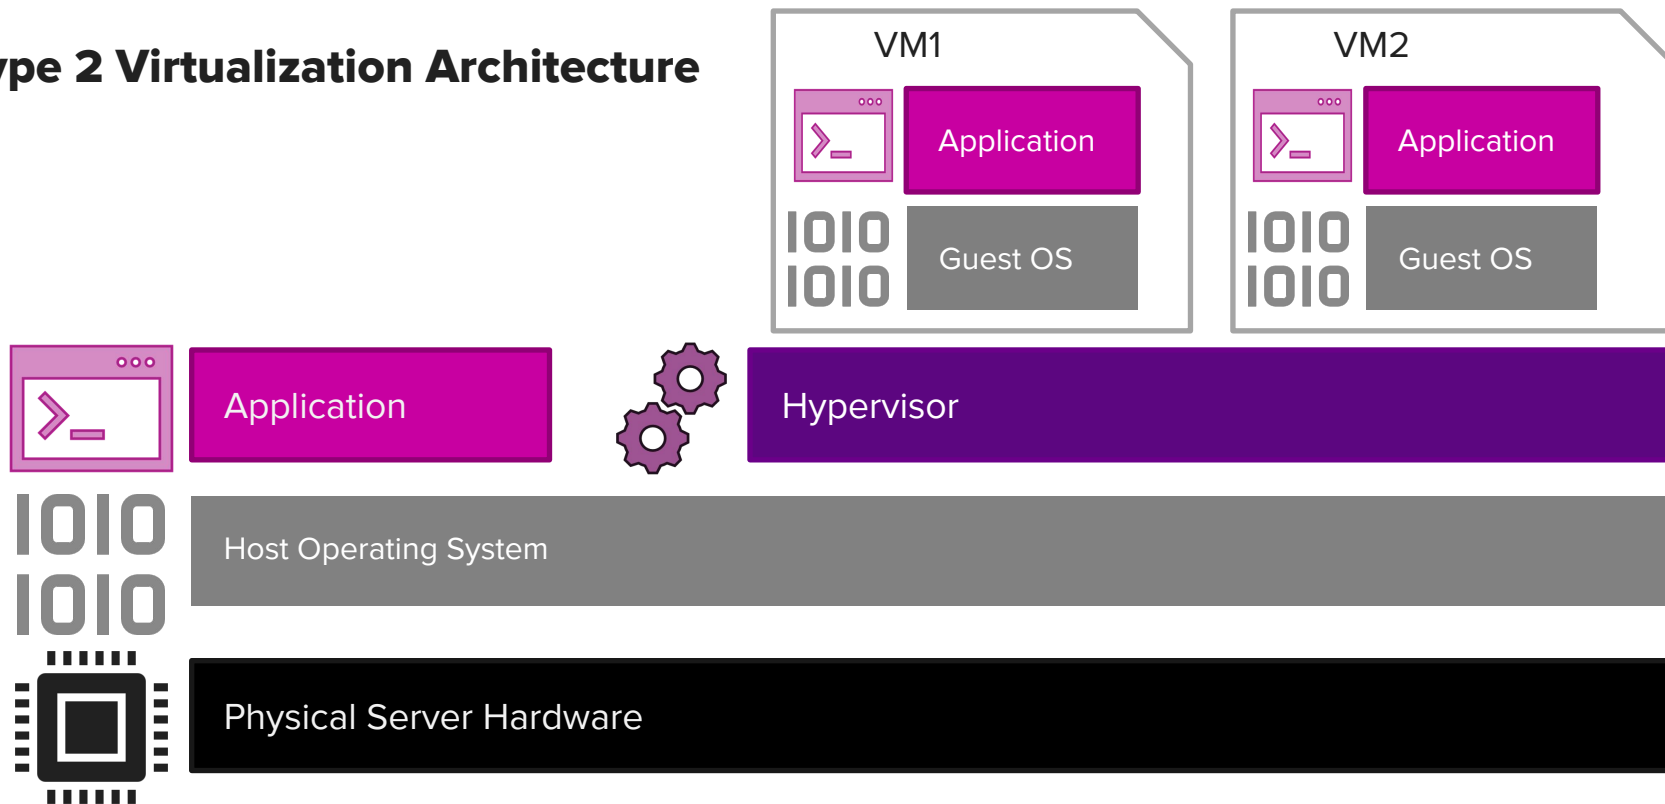 ype 2 Virtualization Architecture
VM1
VM2
Application
Application
Guest OS
Guest OS
1010
1010
1010
1010
Application
Hypervisor
1010
1010
Host Operating System
Physical Server Hardware